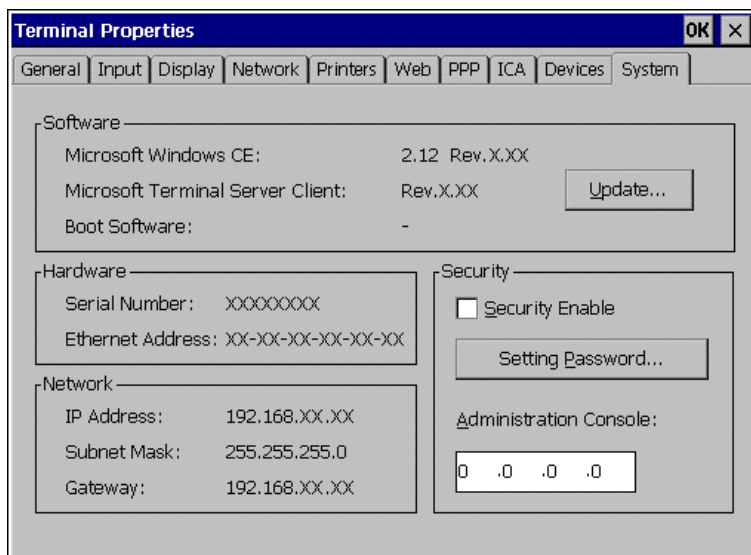 Terminal Properties OK ×
General Input Display Network Printers Web PPP ICA Devices System
Software
Microsoft Windows CE: 2.12 Rev.X.XX
Microsoft Terminal Server Client: Rev.X.XX
Update...
Boot Software: -
Hardware
Serial Number: XXXXXXXX
Ethernet Address: XX-XX-XX-XX-XX-XX
Network
IP Address: 192.168.XX.XX
Subnet Mask: 255.255.255.0
Gateway: 192.168.XX.XX
Security
Security Enable
Setting Password...
Administration Console:
0 .0 .0 .0